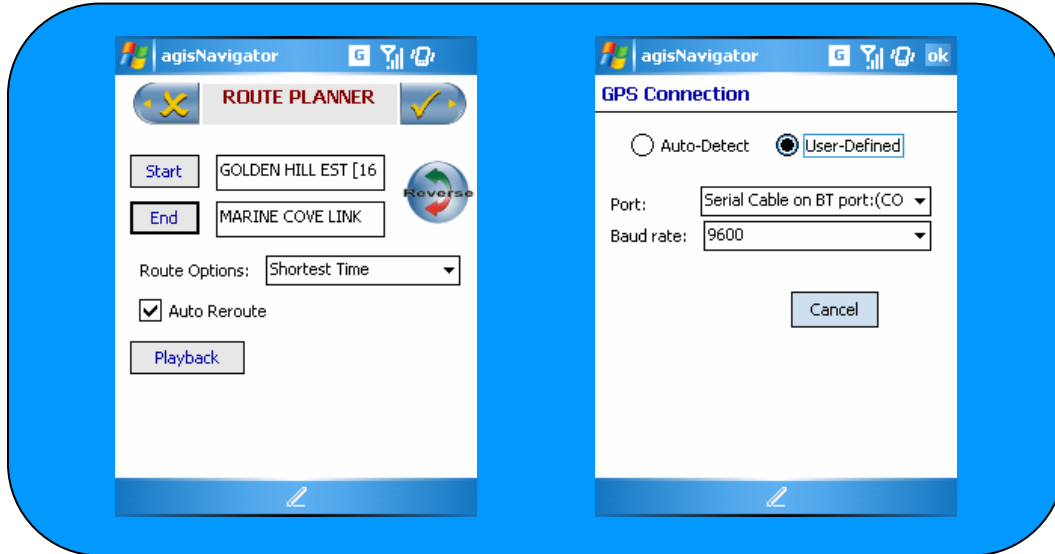 agisNavigator G
ROUTE PLANNER
Start GOLDEN HILL EST [16
Reverse
End MARINE COVE LINK
Route Options: Shortest Time
Auto Reroute
Playback
agisNavigator G ok
GPS Connection
Auto-Detect User-Defined
Port: Serial Cable on BT port:(CO
Baud rate: 9600
Cancel